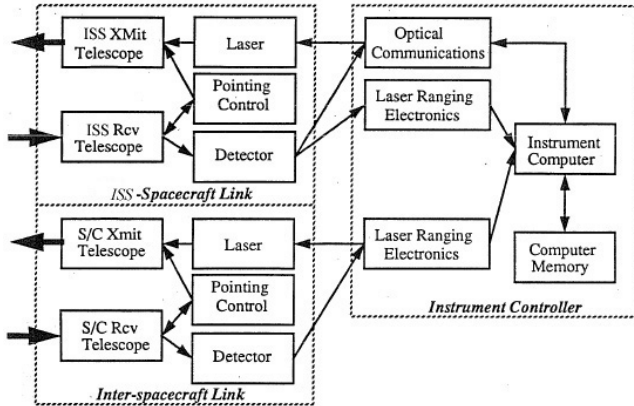 ISS XMit
Telescope
Laser
Optical
Communications
Pointing
Control
Laser Ranging
Electronics
ISS Rcv
Telescope
Detector
Instrument
Computer
ISS-Spacecraft Link
S/C Xmit
Telescope
Laser
Laser Ranging
Electronics
Computer
Memory
Pointing
Control
Instrument Controller
S/C Rcv
Telescope
Detector
Inter-spacecraft Link